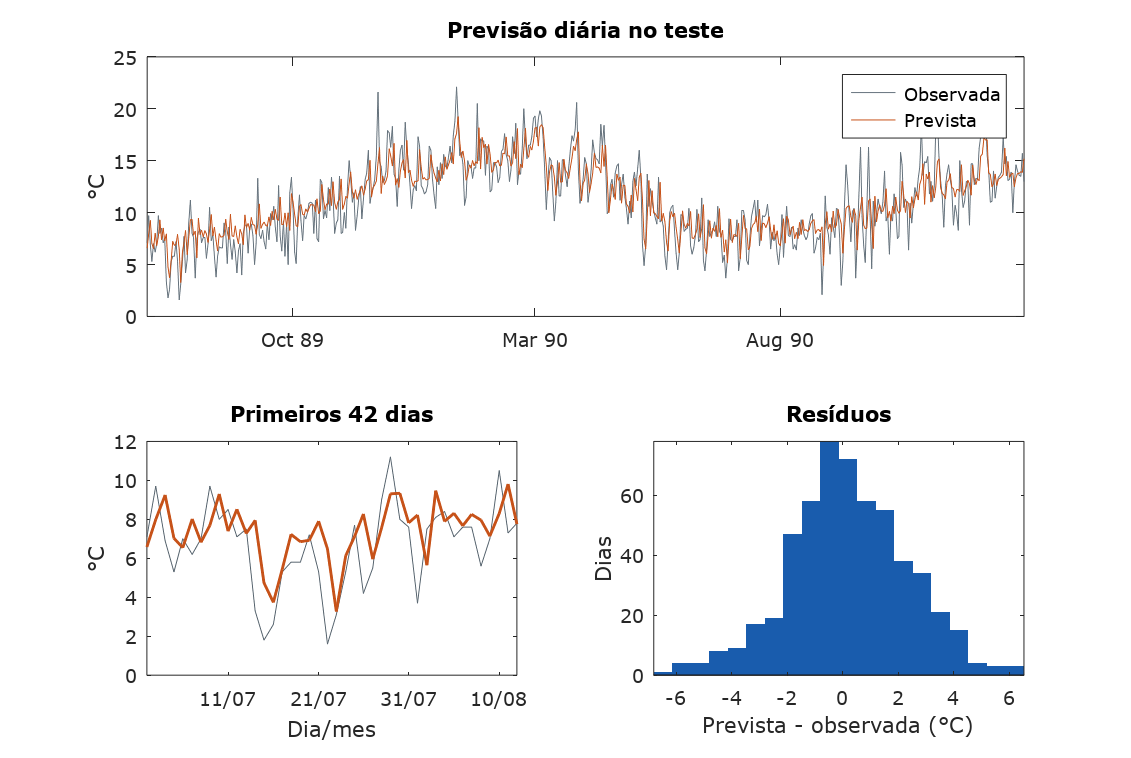 Previsão diária no teste
25
20
15
10
5
0
°C
Observada
Prevista
Oct 89
Mar 90
Aug 90
Primeiros 42 dias
12
10
8
6
4
2
0
°C
11/07
21/07
31/07
10/08
Dia/mes
Resíduos
60
40
20
0
Dias
-6
-4
-2
0
2
4
6
Prevista - observada (°C)